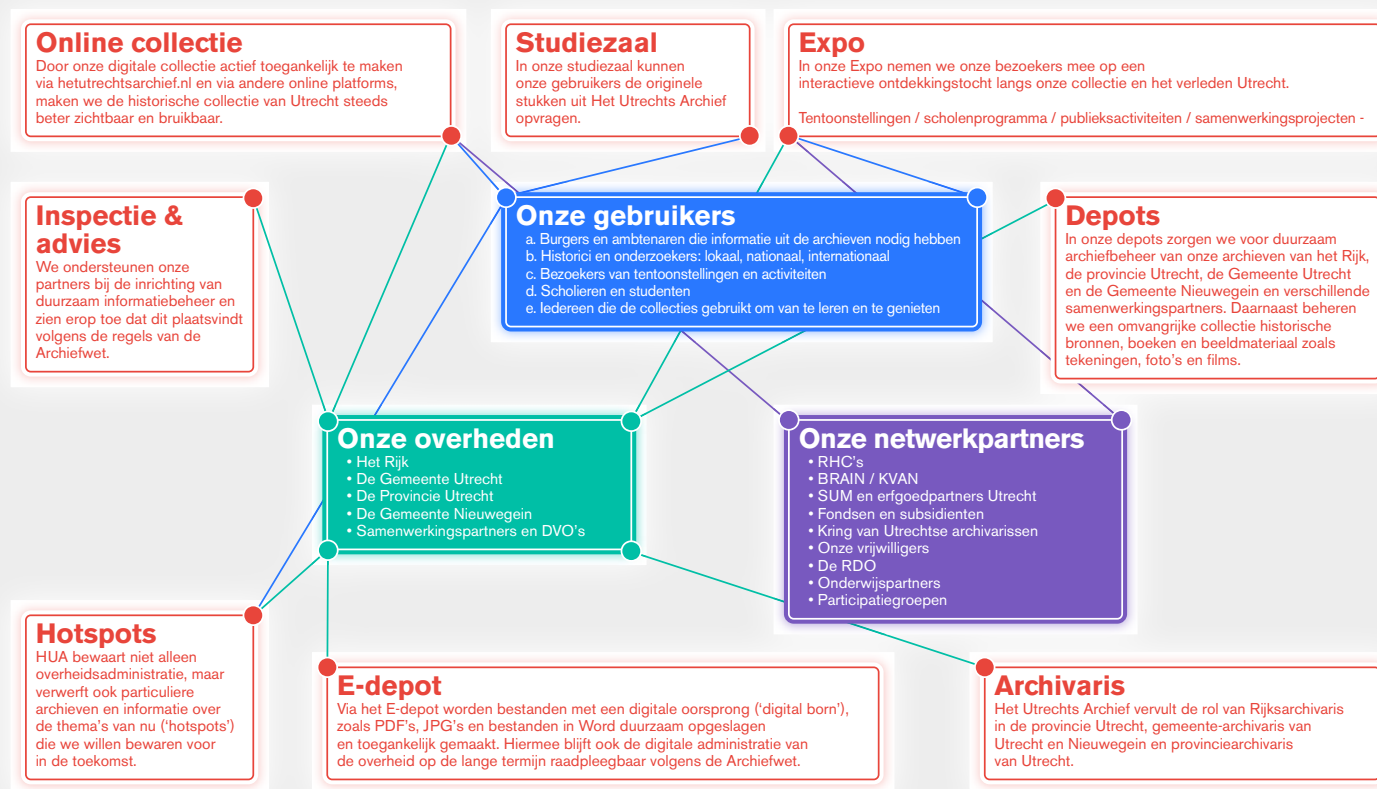 Online collectie
Door onze digitale collectie actief toegankelijk te maken
via hetutrechtsarchief.nl en via andere online platforms,
maken we de historische collectie van Utrecht steeds
beter zichtbaar en bruikbaar.
Studiezaal
In onze studiezaal kunnen
onze gebruikers de originele
stukken uit Het Utrechts Archief
opvragen.
Expo
In onze Expo nemen we onze bezoekers mee op een
interactieve ontdekkingstocht langs onze collectie en het verleden Utrecht.
Tentoonstellingen / scholenprogramma / publieksactiviteiten / samenwerkingsprojecten -
Inspectie &
advies
We ondersteunen onze
partners bij de inrichting van
duurzaam informatiebeheer en
zien erop toe dat dit plaatsvindt
volgens de regels van de
Archiefwet.
Onze gebruikers
a. Burgers en ambtenaren die informatie uit de archieven nodig hebben
b. Historici en onderzoekers: lokaal, nationaal, internationaal
c. Bezoekers van tentoonstellingen en activiteiten
d. Scholieren en studenten
e. Iedereen die de collecties gebruikt om van te leren en te genieten
Depots
In onze depots zorgen we voor duurzaam
archiefbeheer van onze archieven van het Rijk,
de provincie Utrecht, de Gemeente Utrecht
en de Gemeente Nieuwegein en verschillende
samenwerkingspartners. Daarnaast beheren
we een omvangrijke collectie historische
bronnen, boeken en beeldmateriaal zoals
tekeningen, foto's en films.
Onze overheden
• Het Rijk
• De Gemeente Utrecht
• De Provincie Utrecht
• De Gemeente Nieuwegein
• Samenwerkingspartners en DVO's
Onze netwerkpartners
• RHC's
• BRAIN / KVAN
• SUM en erfgoedpartners Utrecht
• Fondsen en subsidienten
• Kring van Utrechtse archivarissen
• Onze vrijwilligers
• De RDO
• Onderwijspartners
• Participatiegroepen
Hotspots
HUA bewaart niet alleen
overheidsadministratie, maar
verwerft ook particuliere
archieven en informatie over
de thema's van nu ('hotspots')
die we willen bewaren voor
in de toekomst.
E-depot
Via het E-depot worden bestanden met een digitale oorsprong ('digital born'),
zoals PDF's, JPG's en bestanden in Word duurzaam opgeslagen
en toegankelijk gemaakt. Hiermee blijft ook de digitale administratie van
de overheid op de lange termijn raadpleegbaar volgens de Archiefwet.
Archivaris
Het Utrechts Archief vervult de rol van Rijksarchivaris
in de provincie Utrecht, gemeente-archivaris van
Utrecht en Nieuwegein en provinciearchivaris
van Utrecht.